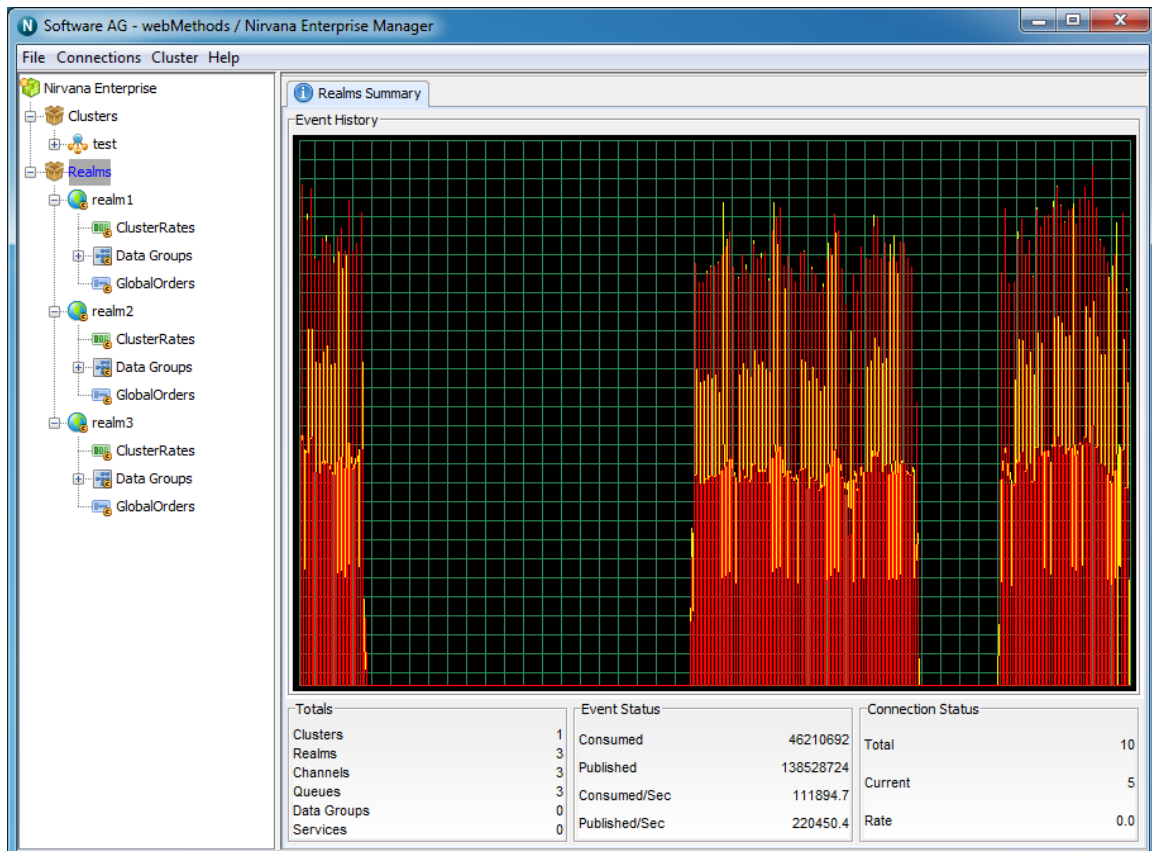 Software AG - webMethods / Nirvana Enterprise Manager
File Connections Cluster Help
Nirvana Enterprise
Clusters
test
Realms
realm1
ClusterRates
Data Groups
GlobalOrders
realm2
ClusterRates
Data Groups
GlobalOrders
realm3
ClusterRates
Data Groups
GlobalOrders
Realms Summary
Event History
Totals
Clusters 1
Realms 3
Channels 3
Queues 3
Data Groups 0
Services 0
Event Status
Consumed 46210692
Published 138528724
Consumed/Sec 111894.7
Published/Sec 220450.4
Connection Status
Total 10
Current 5
Rate 0.0